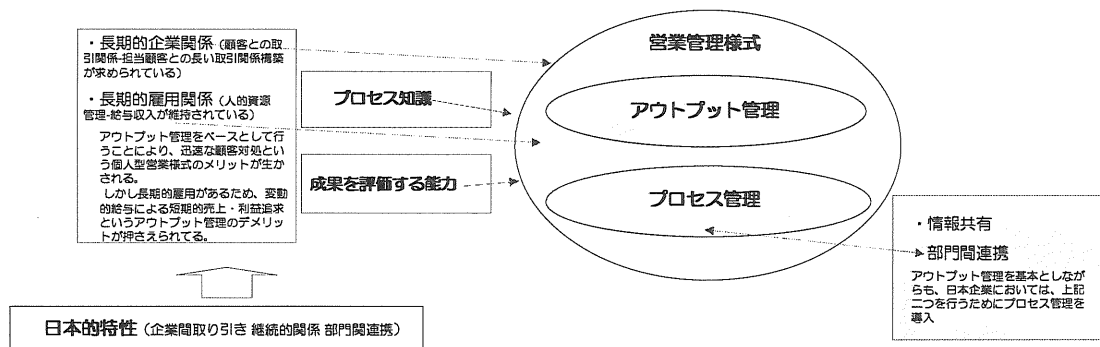 ・長期的企業関係（顧客との取
引関係-担当顧客との長い取引関係構築
が求められている）
・長期的雇用関係（人的資源
管理-給与収入が維持されている）
アウトプット管理をベースとして行
うことにより、迅速な顧客対処とい
う個人型営業様式のメリットが生か
される。
しかし長期的雇用があるため、変動
的給与による短期的売上・利益追求
というアウトプット管理のデメリッ
トが押さえられてる。
プロセス知識
成果を評価する能力
営業管理様式
アウトプット管理
プロセス管理
・情報共有
・部門間連携
アウトプット管理を基本としなが
らも、日本企業においては、上記
二つを行うためにプロセス管理を
導入
日本的特性（企業間取り引き 継続的関係 部門間連携）